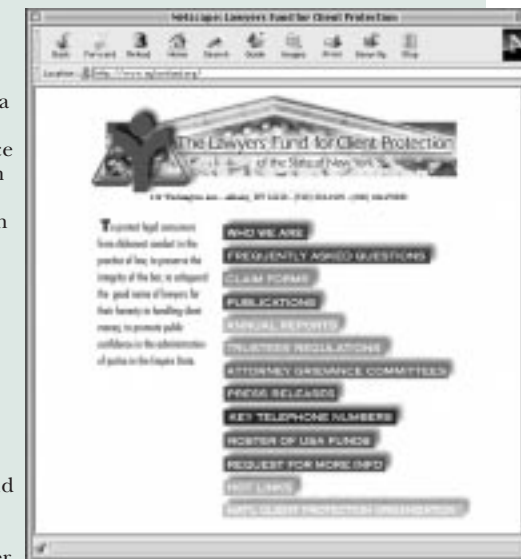 Netscape: Lawyers Fund for Client Protection
Back Forward Reload Home Search Guide Images Print Security Stop
Location:
The Lawyers' Fund for Client Protection
of the State of New York
To protect legal consumers
from dishonest conduct in the
practice of law, to preserve the
integrity of the bar, to safeguard
the good name of lawyers for
their honesty in handling client
money, to promote public
confidence in the administration
of justice in the Empire State.
WHO WE ARE
FREQUENTLY ASKED QUESTIONS
CLAIM FORMS
PUBLICATIONS
ANNUAL REPORTS
TRUSTEES REGULATIONS
ATTORNEY GRIEVANCE COMMITTEES
PRESS RELEASES
KEY TELEPHONE NUMBERS
ROSTER OF USA FUNDS
REQUEST FOR MORE INFO
HOT LINKS
NAT'L CLIENT PROTECTION ORGANIZATION